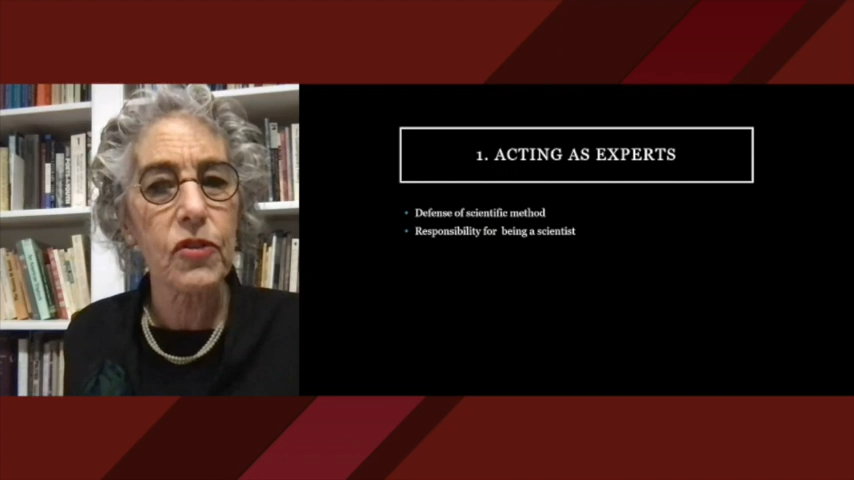 1. ACTING AS EXPERTS
• Defense of scientific method
• Responsibility for being a scientist